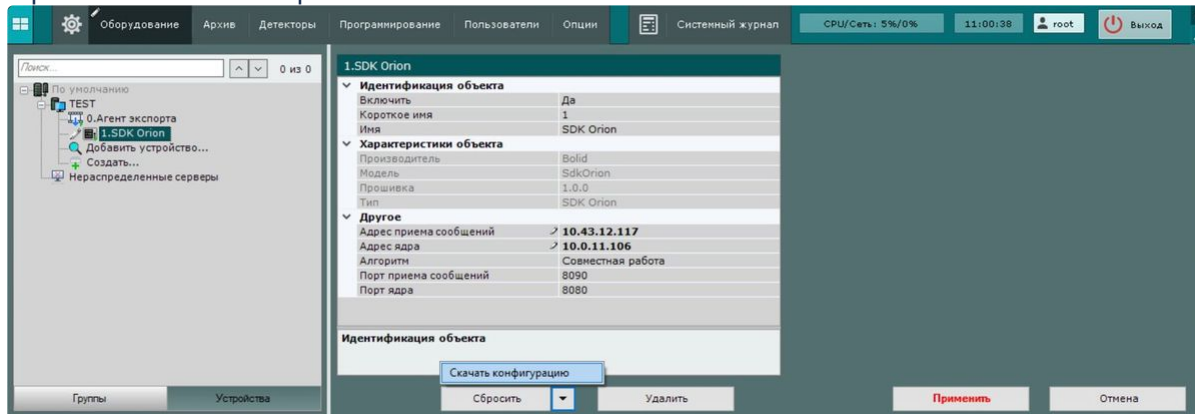 Оборудование Архив Детекторы Программирование Пользователи Опции Системный журнал CPU/Сеть: 5%/0% 11:00:38 root Выход
Поиск... 0 из 0
По умолчанию
TEST
0.Агент экспорта
1.SDK Orion
Добавить устройство...
Создать...
Нераспределенные серверы
Группы Устройства
1.SDK Orion
Идентификация объекта
Включить Да
Короткое имя 1
Имя SDK Orion
Характеристики объекта
Производитель Bolid
Модель SdkOrion
Прошивка 1.0.0
Тип SDK Orion
Другое
Адрес приема сообщений 10.43.12.117
Адрес ядра 10.0.11.106
Алгоритм Совместная работа
Порт приема сообщений 8090
Порт ядра 8080
Идентификация объекта
Скачать конфигурацию
Сбросить Удалить Применить Отмена